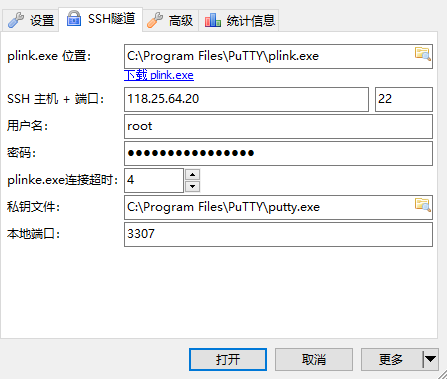 设置 SSH隧道 高级 统计信息
plink.exe 位置: C:\Program Files\PuTTY\plink.exe
下载 plink.exe
SSH 主机 + 端口: 118.25.64.20 22
用户名: root
密码: ●●●●●●●●●●●●●●●●
plinke.exe连接超时: 4
私钥文件: C:\Program Files\PuTTY\putty.exe
本地端口: 3307
打开 取消 更多